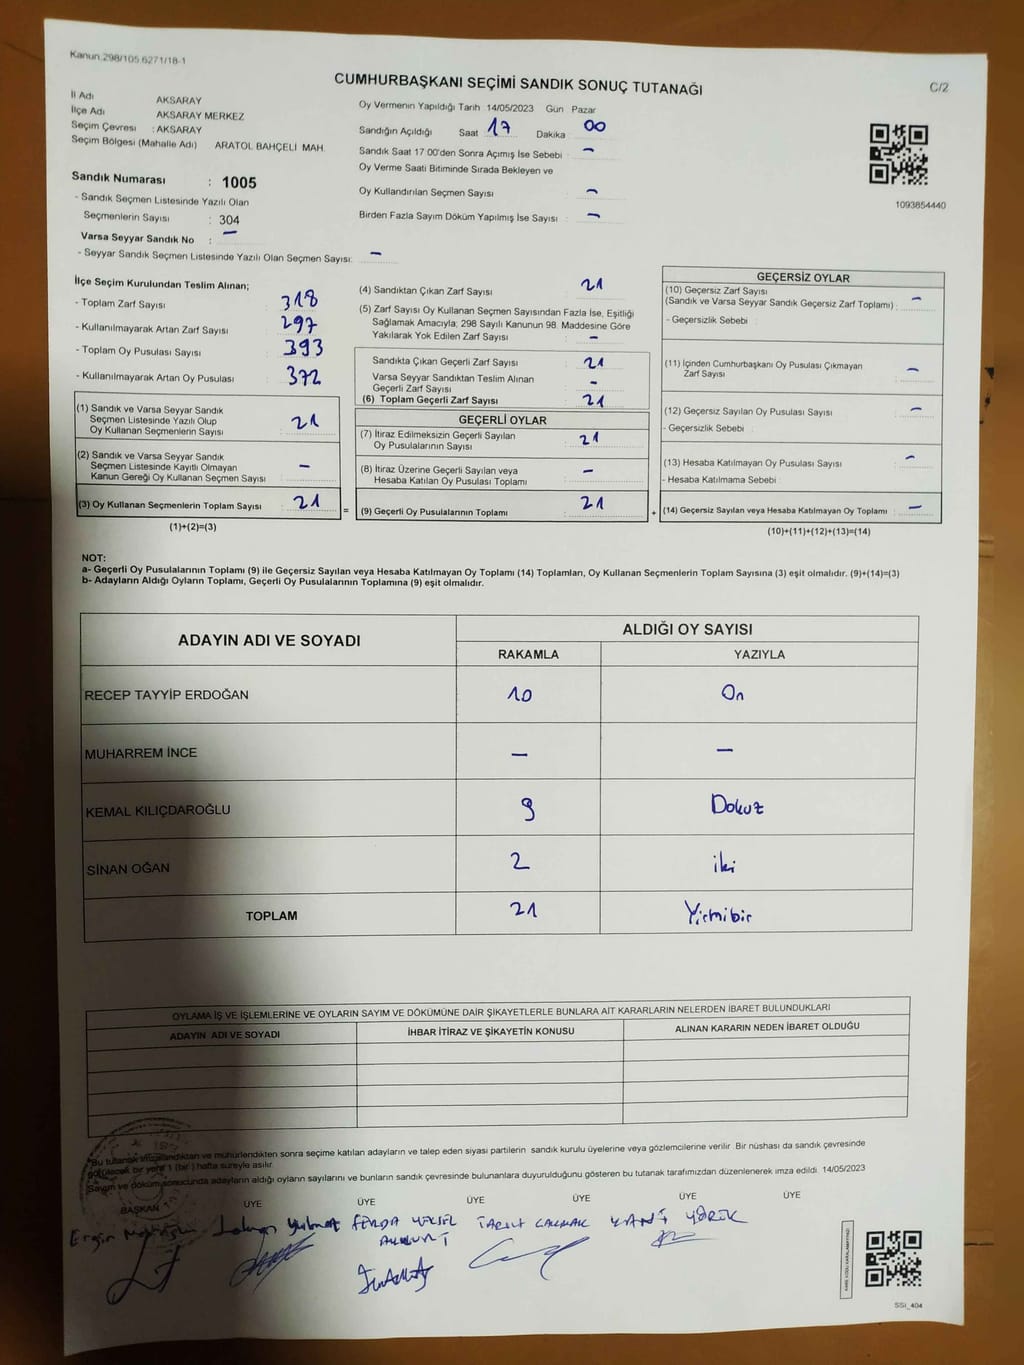 Kanun 298/105.6271/18-1
CUMHURBAŞKANI SEÇİMİ SANDIK SONUÇ TUTANAĞI
C/2
İl Adı AKSARAY
İlçe Adı AKSARAY MERKEZ
Seçim Çevresi : AKSARAY
Seçim Bölgesi (Mahalle Adı) ARATOL BAHÇELİ MAH.
Sandık Numarası : 1005
- Sandık Seçmen Listesinde Yazılı Olan
Seçmenlerin Sayısı : 304
Varsa Seyyar Sandık No : -
- Seyyar Sandık Seçmen Listesinde Yazılı Olan Seçmen Sayısı: -
Oy Vermenin Yapıldığı Tarih 14/05/2023 Gün Pazar
Sandığın Açıldığı Saat 17 Dakika 00
Sandık Saat 17:00'den Sonra Açımış İse Sebebi : -
Oy Verme Saati Bitiminde Sırada Bekleyen ve
Oy Kullandırılan Seçmen Sayısı : -
Birden Fazla Sayım Döküm Yapılmış İse Sayısı : -
1093854440
İlçe Seçim Kurulundan Teslim Alınan;
- Toplam Zarf Sayısı : 318
- Kullanılmayarak Artan Zarf Sayısı : 297
- Toplam Oy Pusulası Sayısı : 393
- Kullanılmayarak Artan Oy Pusulası : 372
(1) Sandık ve Varsa Seyyar Sandık
Seçmen Listesinde Yazılı Olup
Oy Kullanan Seçmenlerin Sayısı : 21
(2) Sandık ve Varsa Seyyar Sandık
Seçmen Listesinde Kayıtlı Olmayan
Kanun Gereği Oy Kullanan Seçmen Sayısı : -
(3) Oy Kullanan Seçmenlerin Toplam Sayısı : 21
(1)+(2)=(3)
=
(4) Sandıktan Çıkan Zarf Sayısı : 21
(5) Zarf Sayısı Oy Kullanan Seçmen Sayısından Fazla İse, Eşitliği
Sağlamak Amacıyla; 298 Sayılı Kanunun 98. Maddesine Göre
Yakılarak Yok Edilen Zarf Sayısı : -
Sandıkta Çıkan Geçerli Zarf Sayısı : 21
Varsa Seyyar Sandıktan Teslim Alınan
Geçerli Zarf Sayısı : -
(6) Toplam Geçerli Zarf Sayısı : 21
GEÇERLİ OYLAR
(7) İtiraz Edilmeksizin Geçerli Sayılan
Oy Pusulalarının Sayısı : 21
(8) İtiraz Üzerine Geçerli Sayılan veya
Hesaba Katılan Oy Pusulası Toplamı : -
(9) Geçerli Oy Pusulalarının Toplamı : 21
+
GEÇERSİZ OYLAR
(10) Geçersiz Zarf Sayısı
(Sandık ve Varsa Seyyar Sandık Geçersiz Zarf Toplamı) : -
- Geçersizlik Sebebi :
(11) İçinden Cumhurbaşkanı Oy Pusulası Çıkmayan
Zarf Sayısı : -
(12) Geçersiz Sayılan Oy Pusulası Sayısı : -
- Geçersizlik Sebebi :
(13) Hesaba Katılmayan Oy Pusulası Sayısı : -
- Hesaba Katılmama Sebebi :
(14) Geçersiz Sayılan veya Hesaba Katılmayan Oy Toplamı : -
(10)+(11)+(12)+(13)=(14)
NOT:
a- Geçerli Oy Pusulalarının Toplamı (9) ile Geçersiz Sayılan veya Hesaba Katılmayan Oy Toplamı (14) Toplamları, Oy Kullanan Seçmenlerin Toplam Sayısına (3) eşit olmalıdır. (9)+(14)=(3)
b- Adayların Aldığı Oyların Toplamı, Geçerli Oy Pusulalarının Toplamına (9) eşit olmalıdır.
ADAYIN ADI VE SOYADI ALDIĞI OY SAYISI
RAKAMLA YAZIYLA
RECEP TAYYİP ERDOĞAN 10 On
MUHARREM İNCE - -
KEMAL KILIÇDAROĞLU 9 Dokuz
SİNAN OĞAN 2 iki
TOPLAM 21 Yirmibir
OYLAMA İŞ VE İŞLEMLERİNE VE OYLARIN SAYIM VE DÖKÜMÜNE DAİR ŞİKAYETLERLE BUNLARA AİT KARARLARIN NELERDEN İBARET BULUNDUKLARI
ADAYIN ADI VE SOYADI İHBAR İTİRAZ VE ŞİKAYETİN KONUSU ALINAN KARARIN NEDEN İBARET OLDUĞU
Bu tutanak imzalandıktan ve mühürlendikten sonra seçime katılan adayların ve talep eden siyasi partilerin sandık kurulu üyelerine veya gözlemcilerine verilir. Bir nüshası da sandık çevresinde
görülecek bir yere 1 (bir) hafta süreyle asılır.
Sayım ve döküm sonucunda adayların aldığı oyların sayılarını ve bunların sandık çevresinde bulunanlara duyurulduğunu gösteren bu tutanak tarafımızdan düzenlenerek imza edildi. 14/05/2023
BAŞKAN ÜYE ÜYE ÜYE ÜYE ÜYE ÜYE
Ergin
SSİ_404